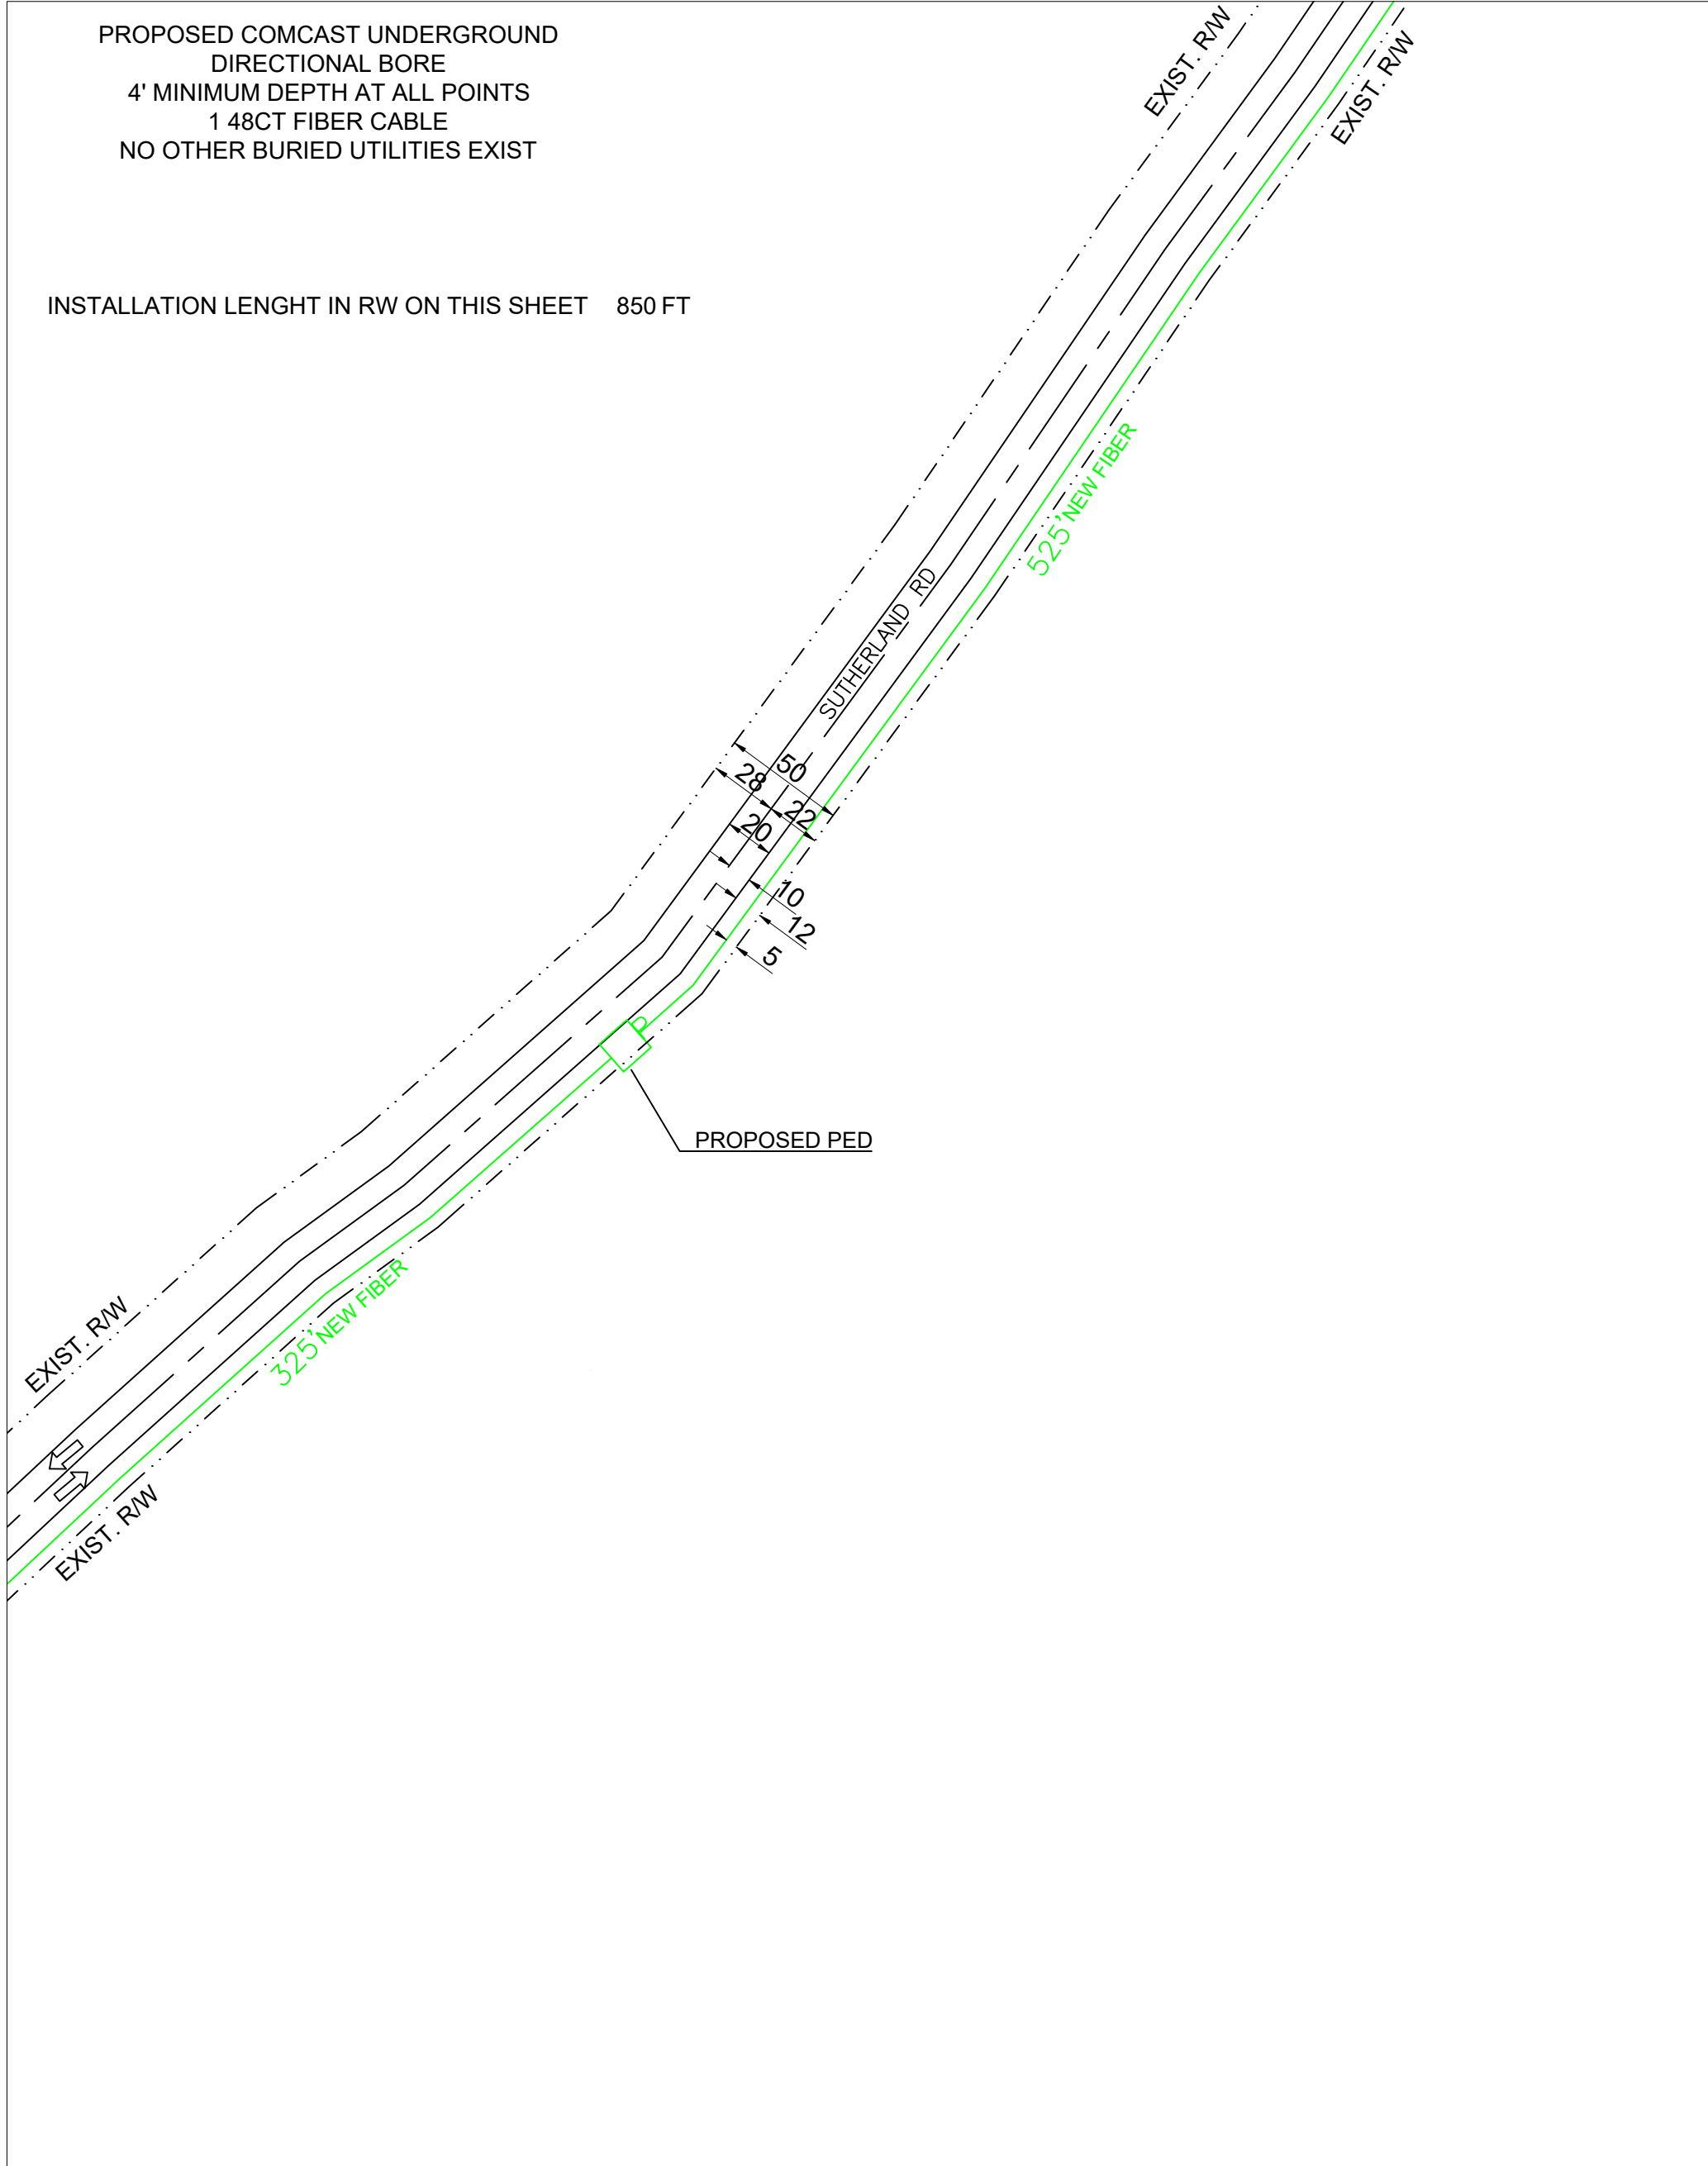 PROPOSED COMCAST UNDERGROUND
DIRECTIONAL BORE
4' MINIMUM DEPTH AT ALL POINTS
1 48CT FIBER CABLE
NO OTHER BURIED UTILITIES EXIST
EXIST. R/W
EXIST. R/W
INSTALLATION LENGHT IN RW ON THIS SHEET 850 FT
525' NEW FIBER
SUTHERLAND RD
50
28
22
20
10
12
5
P
PROPOSED PED
325' NEW FIBER
EXIST. R/W
EXIST. R/W